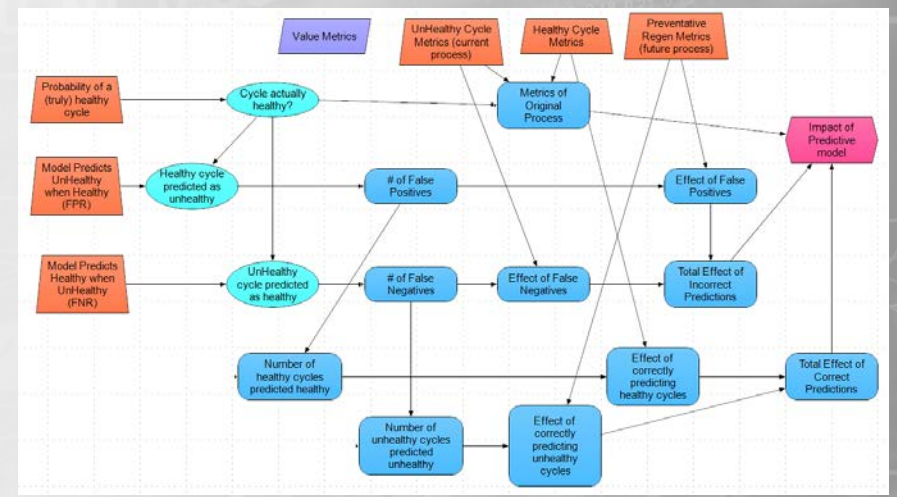 Value Metrics
UnHealthy Cycle
Metrics (current
process)
Healthy Cycle
Metrics
Preventative
Regen Metrics
(future process)
Probability of a
(truly) healthy
cycle
Cycle actually
healthy?
Metrics of
Original
Process
Impact of
Predictive
model
Model Predicts
UnHealthy
when Healthy
(FPR)
Healthy cycle
predicted as
unhealthy
# of False
Positives
Effect of False
Positives
Model Predicts
Healthy when
UnHealthy
(FNR)
UnHealthy
cycle predicted
as healthy
# of False
Negatives
Effect of False
Negatives
Total Effect of
Incorrect
Predictions
Number of
healthy cycles
predicted healthy
Effect of
correctly
predicting
healthy cycles
Total Effect of
Correct
Predictions
Number of
unhealthy cycles
predicted
unhealthy
Effect of
correctly
predicting
unhealthy
cycles